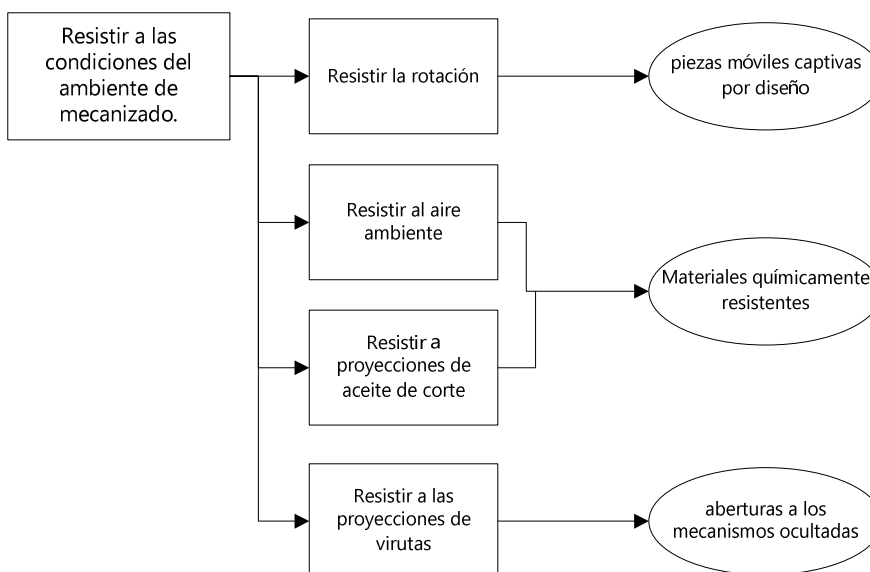 Resistir a las
condiciones del
ambiente de
mecanizado.
Resistir la rotación
piezas móviles captivas
por diseño
Resistir al aire
ambiente
Materiales químicamente
resistentes
Resistir a
proyecciones de
aceite de corte
Resistir a las
proyecciones de
virutas
aberturas a los
mecanismos ocultadas